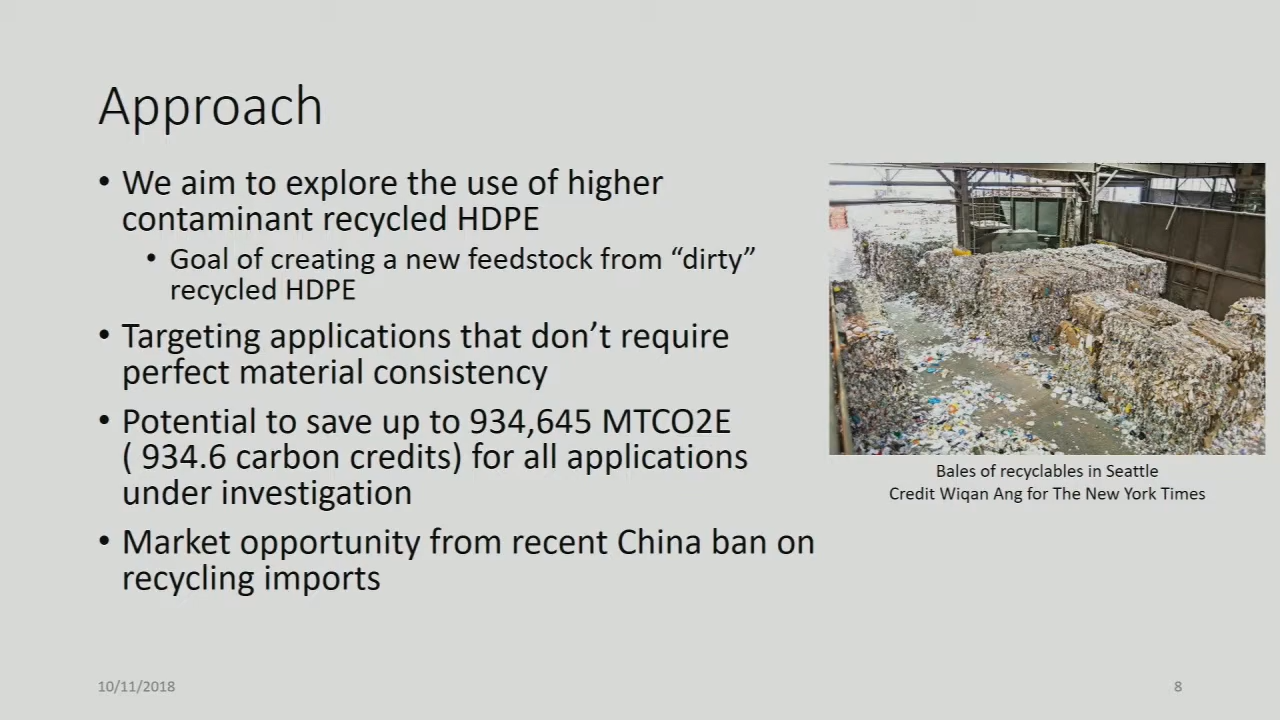 Approach
• We aim to explore the use of higher
contaminant recycled HDPE
• Goal of creating a new feedstock from “dirty”
recycled HDPE
• Targeting applications that don’t require
perfect material consistency
• Potential to save up to 934,645 MTCO2E
( 934.6 carbon credits) for all applications
under investigation
• Market opportunity from recent China ban on
recycling imports
Bales of recyclables in Seattle
Credit Wiqan Ang for The New York Times
10/11/2018
8